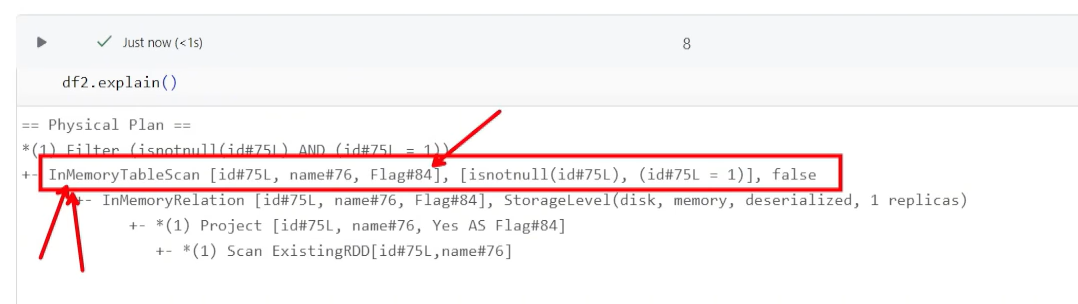 Just now (<1s)
8
df2.explain()
== Physical Plan ==
*(1) Filter (isnotnull(id#75L) AND (id#75L = 1))
+- InMemoryTableScan [id#75L, name#76, Flag#84], [isnotnull(id#75L), (id#75L = 1)], false
+- InMemoryRelation [id#75L, name#76, Flag#84], StorageLevel(disk, memory, deserialized, 1 replicas)
+- *(1) Project [id#75L, name#76, Yes AS Flag#84]
+- *(1) Scan ExistingRDD[id#75L,name#76]